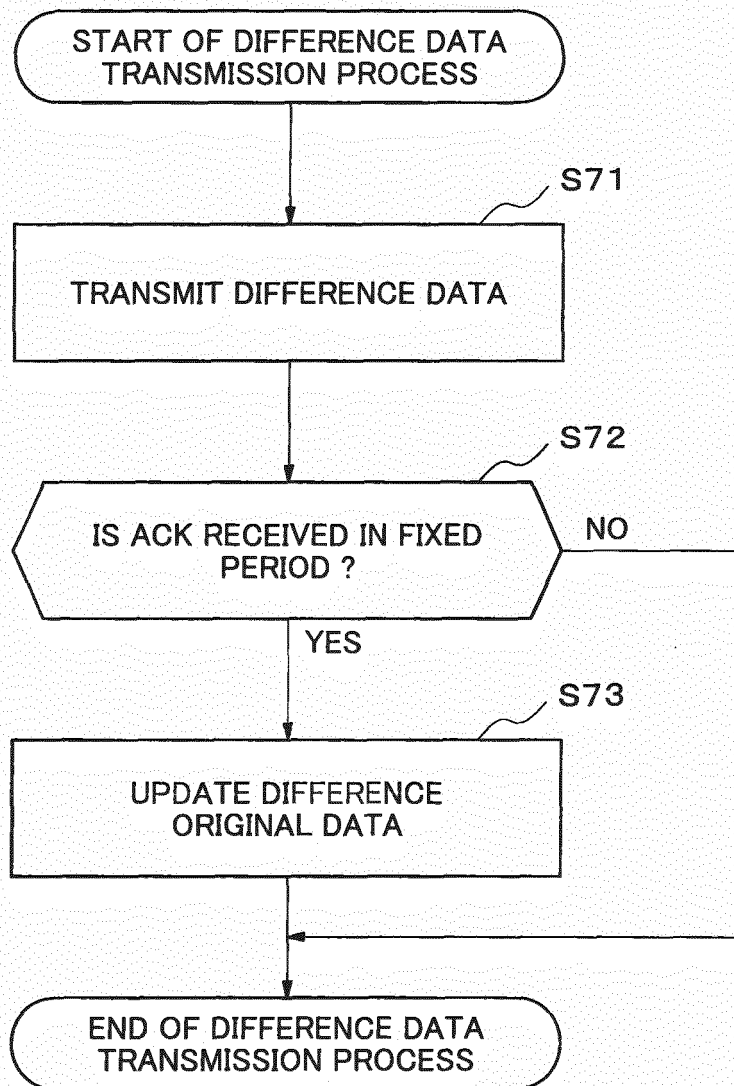 START OF DIFFERENCE DATA
TRANSMISSION PROCESS
S71
TRANSMIT DIFFERENCE DATA
S72
IS ACK RECEIVED IN FIXED
PERIOD ?
NO
YES
S73
UPDATE DIFFERENCE
ORIGINAL DATA
END OF DIFFERENCE DATA
TRANSMISSION PROCESS